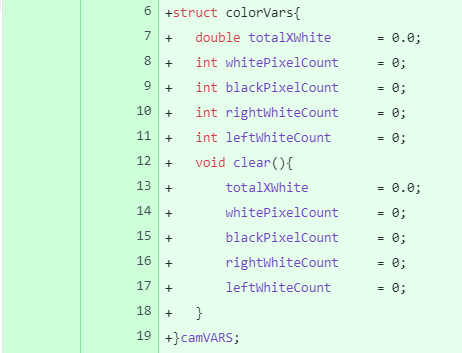 6 +struct colorVars{
7 +   double totalXWhite      = 0.0;
8 +   int whitePixelCount     = 0;
9 +   int blackPixelCount     = 0;
10 +   int rightWhiteCount     = 0;
11 +   int leftWhiteCount      = 0;
12 +   void clear(){
13 +       totalXWhite         = 0.0;
14 +       whitePixelCount     = 0;
15 +       blackPixelCount     = 0;
16 +       rightWhiteCount     = 0;
17 +       leftWhiteCount      = 0;
18 +   }
19 +}camVARS;